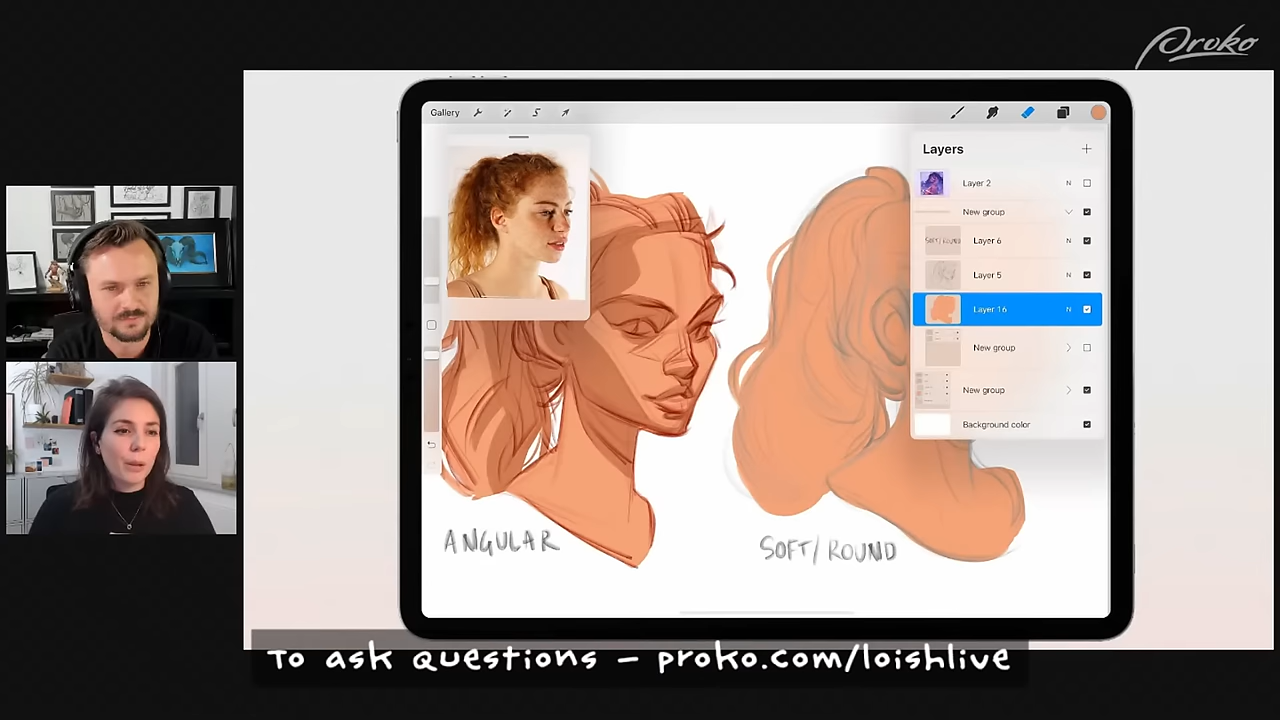 Proko
Gallery
Layers
Layer 2
N
New group
Layer 6
N
Layer 5
N
Layer 16
N
New group
New group
Background color
ANGULAR
SOFT/ROUND
To ask questions – proko.com/loishlive